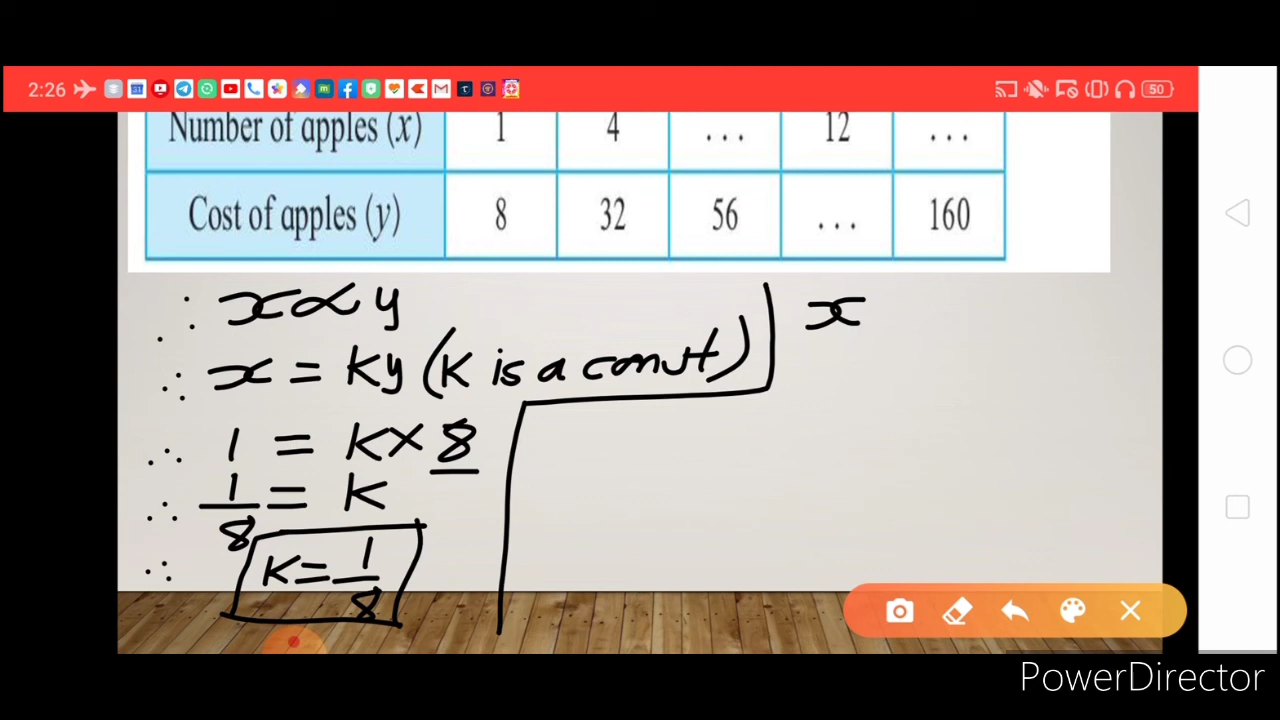 2:26 50
Number of apples (x) 1 4 ... 12 ...
Cost of apples (y) 8 32 56 ... 160
∴ x ∝ y
∴ x = ky (k is a const)
∴ 1 = k × 8
∴ 1/8 = k
∴ k = 1/8
x
PowerDirector